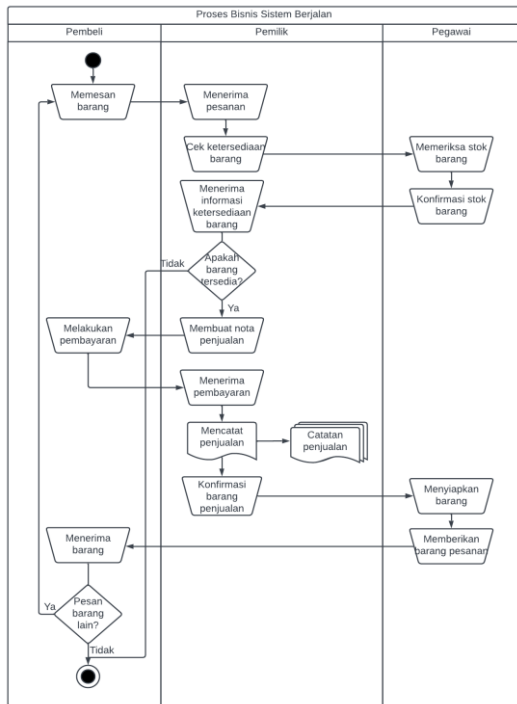 Proses Bisnis Sistem Berjalan
Pembeli
Pemilik
Pegawai
Memesan
barang
Menerima
pesanan
Cek ketersediaan
barang
Memeriksa stok
barang
Menerima
informasi
ketersediaan
barang
Konfirmasi stok
barang
Tidak
Apakah
barang
tersedia?
Ya
Melakukan
pembayaran
Membuat nota
penjualan
Menerima
pembayaran
Mencatat
penjualan
Catatan
penjualan
Konfirmasi
barang
penjualan
Menyiapkan
barang
Menerima
barang
Memberikan
barang pesanan
Ya
Pesan
barang
lain?
Tidak